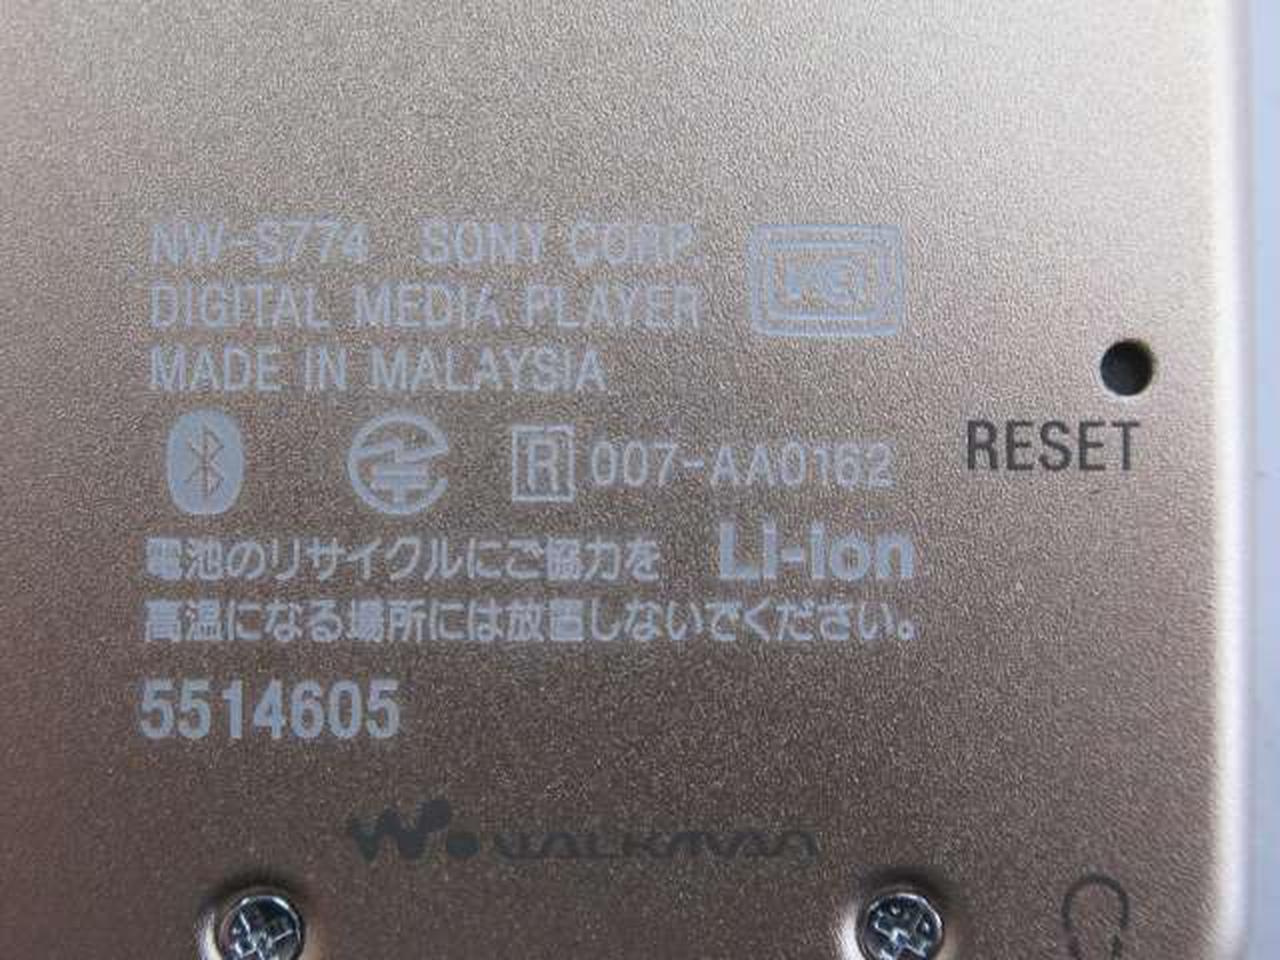 NW-S774 SONY CORP.
DIGITAL MEDIA PLAYER
MADE IN MALAYSIA
R 007-AA0162
RESET
電池のリサイクルにご協力を Li-ion
高温になる場所には放置しないでください。
5514605
WALKMAN